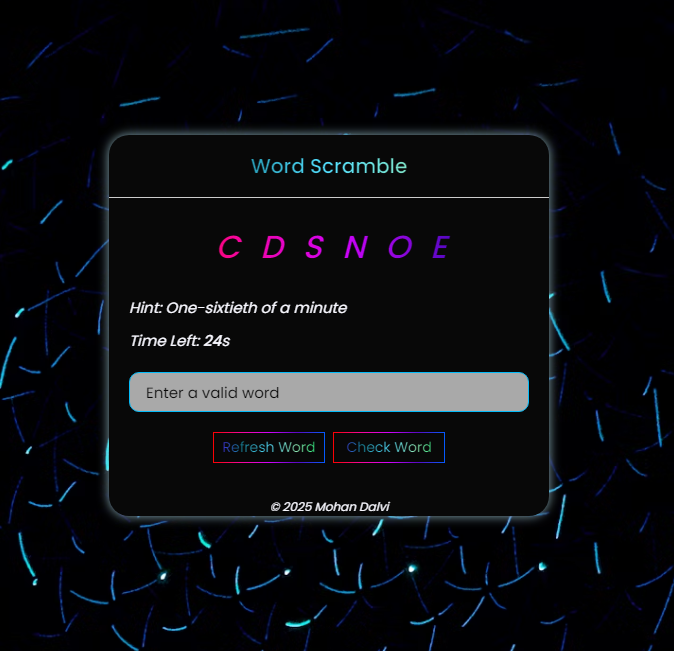 Word Scramble
C D S N O E
Hint: One-sixtieth of a minute
Time Left: 24s
Enter a valid word
Refresh Word Check Word
© 2025 Mohan Dalvi